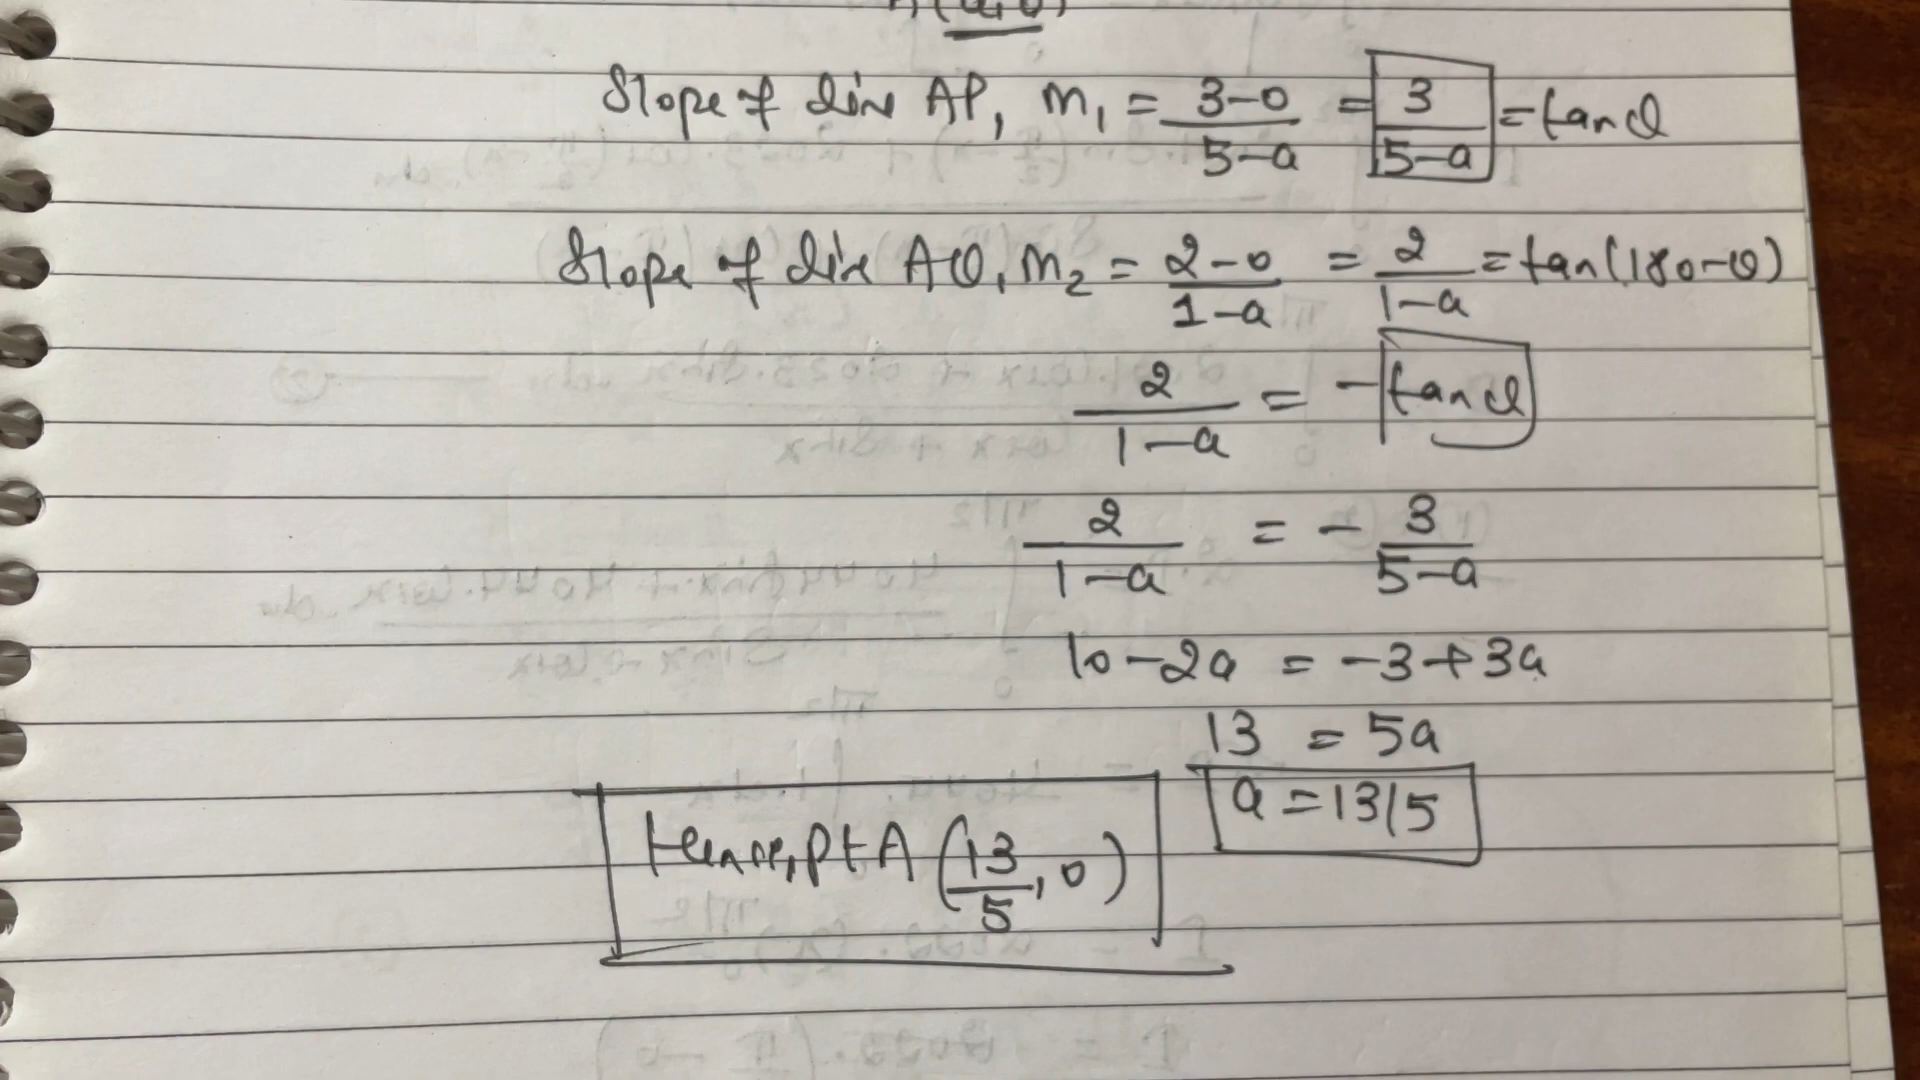 A(a,0)
Slope of line AP, m₁ = (3-0)/(5-a) = 3/(5-a) = tanθ
Slope of line AQ, m₂ = (2-0)/(1-a) = 2/(1-a) = tan(180-θ)
2/(1-a) = -tanθ
2/(1-a) = -3/(5-a)
10-2a = -3+3a
13 = 5a
a = 13/5
Hence, pt A (13/5, 0)